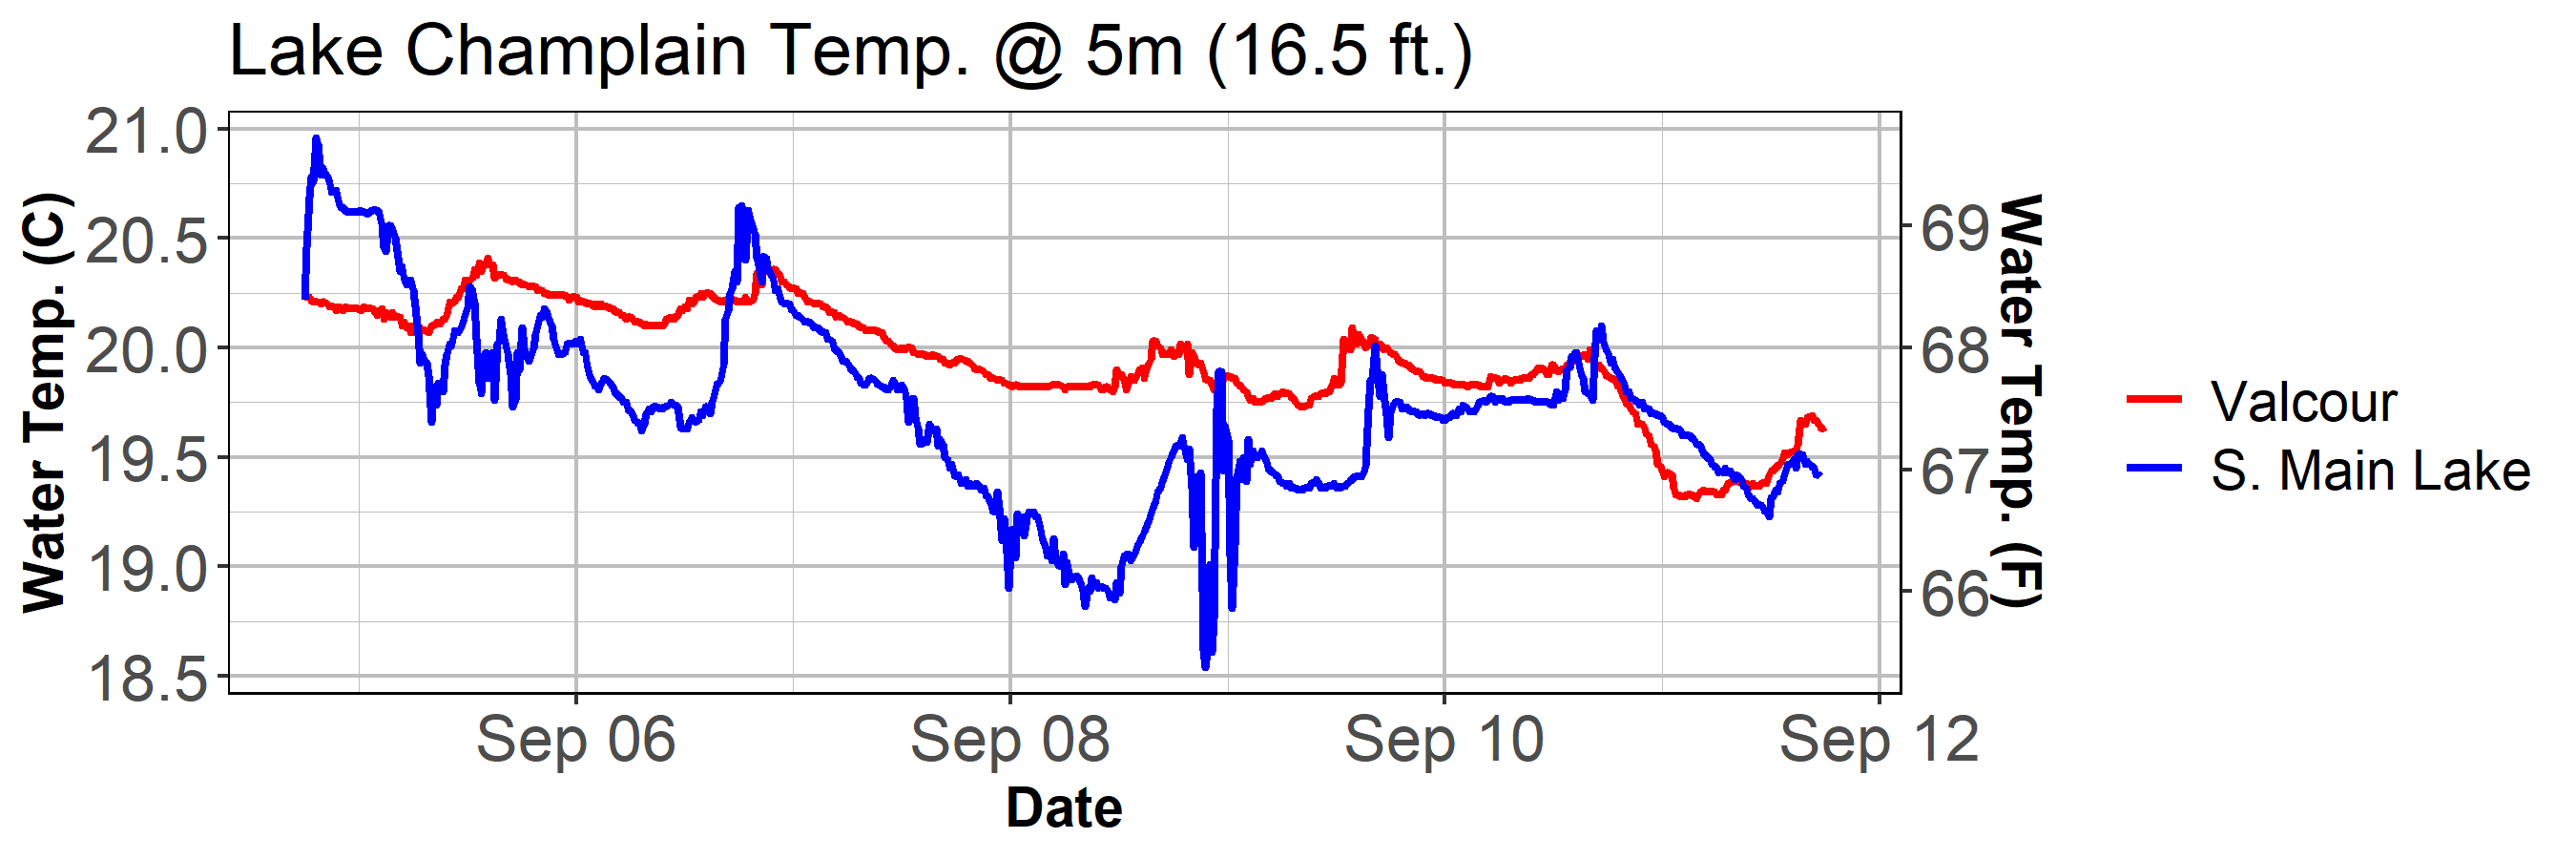 Lake Champlain Temp. @ 5m (16.5 ft.)
Water Temp. (C)
21.0
20.5
20.0
19.5
19.0
18.5
69
68
67
66
Water Temp. (F)
Sep 06
Sep 08
Sep 10
Sep 12
Date
Valcour
S. Main Lake